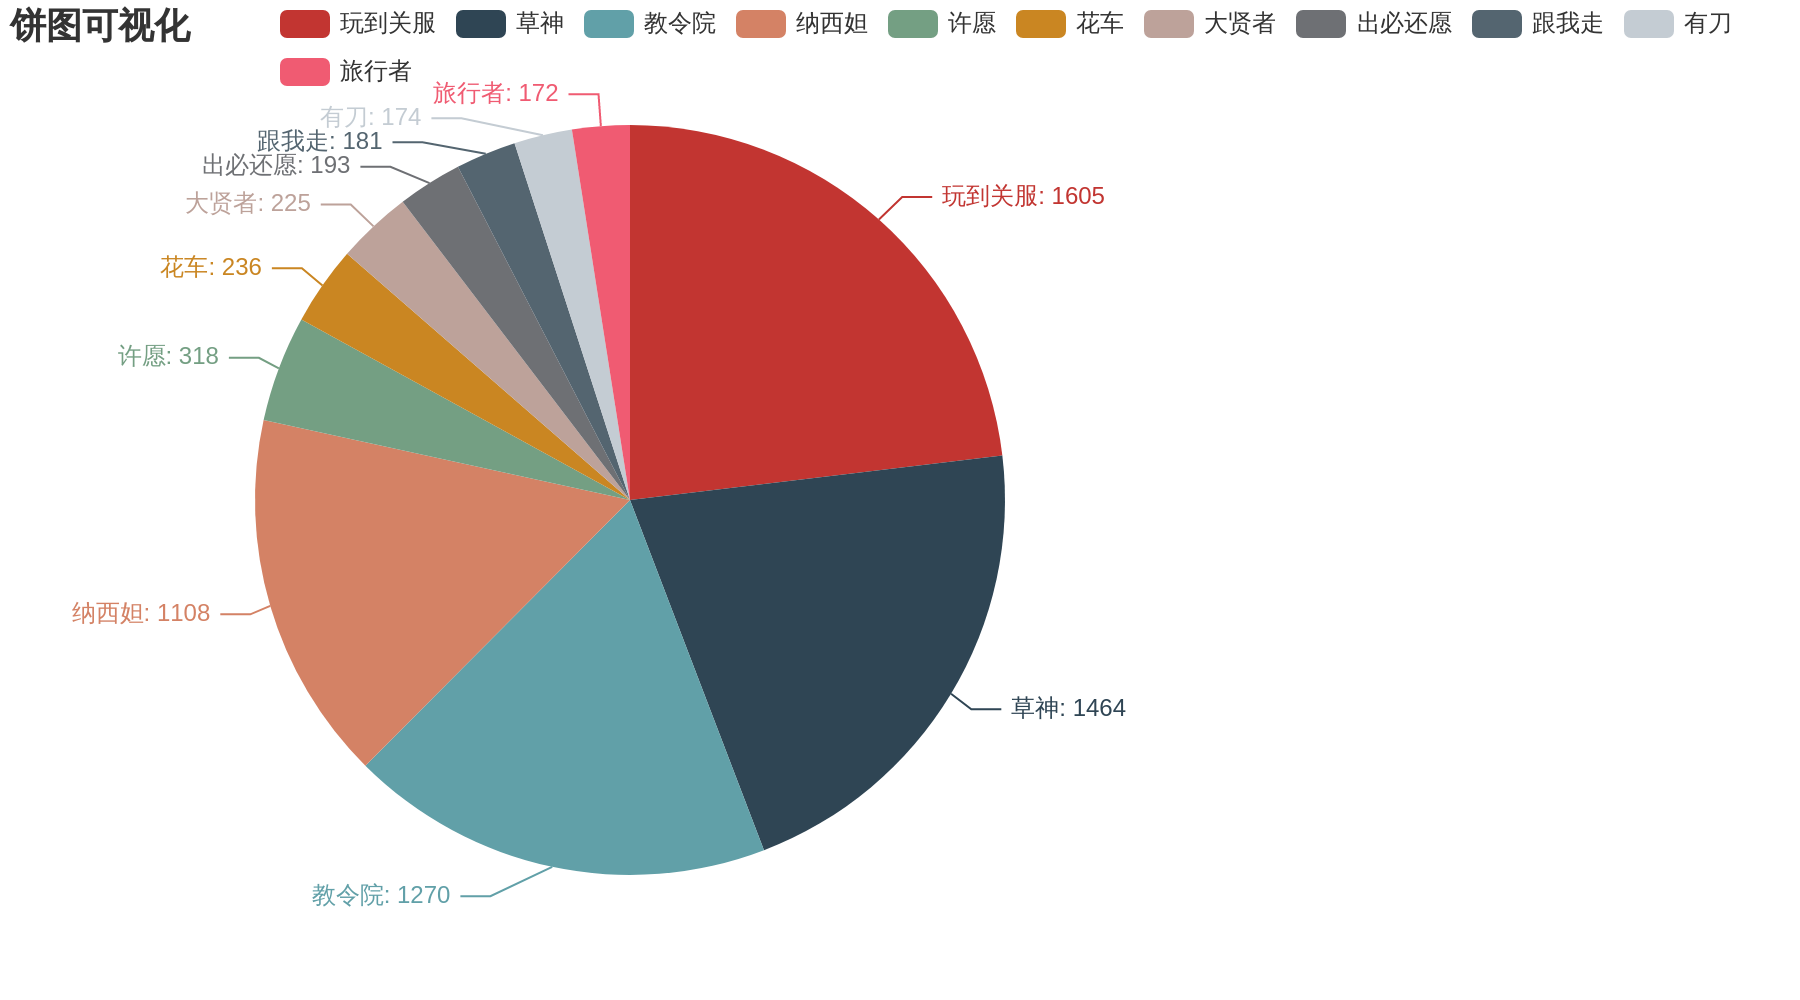 饼图可视化
玩到关服 草神 教令院 纳西妲 许愿 花车 大贤者 出必还愿 跟我走 有刀
旅行者
旅行者: 172
有刀: 174
跟我走: 181
出必还愿: 193
玩到关服: 1605
大贤者: 225
花车: 236
许愿: 318
纳西妲: 1108
草神: 1464
教令院: 1270